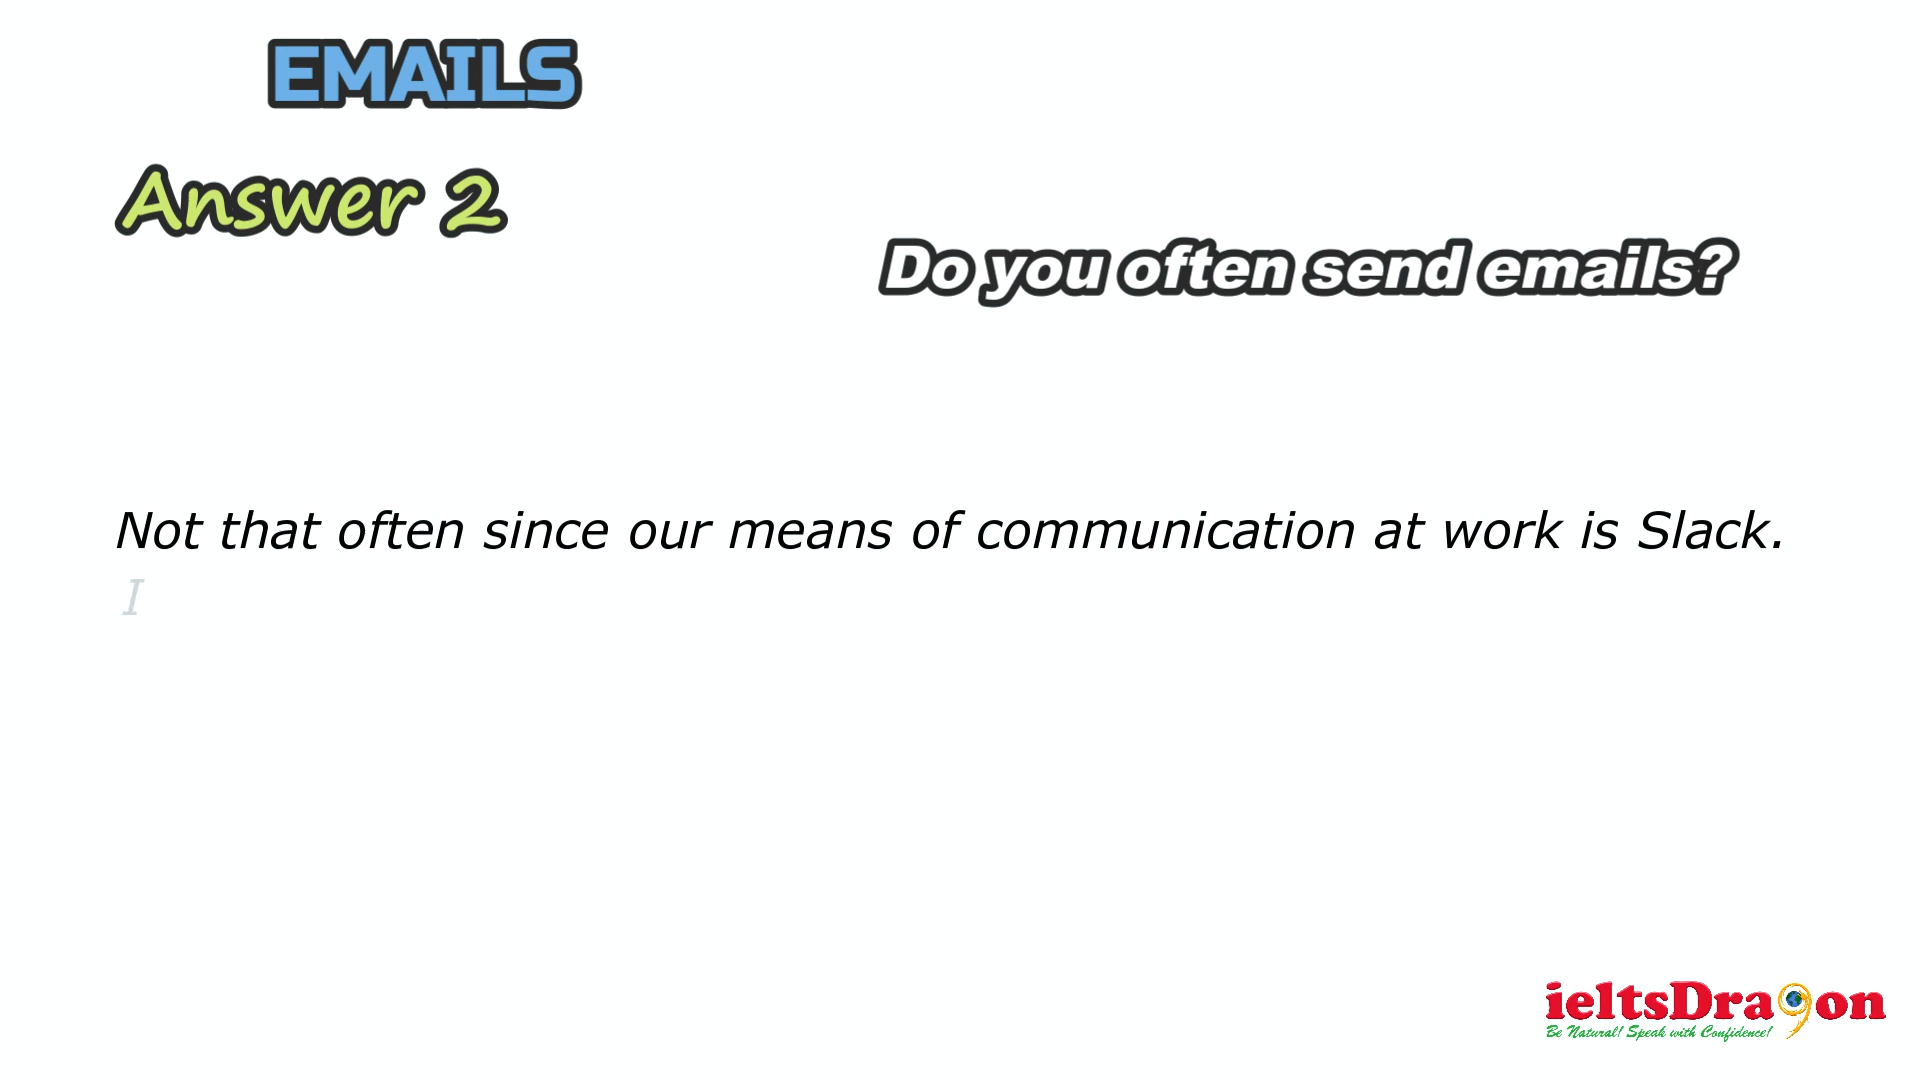 EMAILS
Answer 2
Do you often send emails?
Not that often since our means of communication at work is Slack.
I
ieltsDra9on
Be Natural! Speak with Confidence!